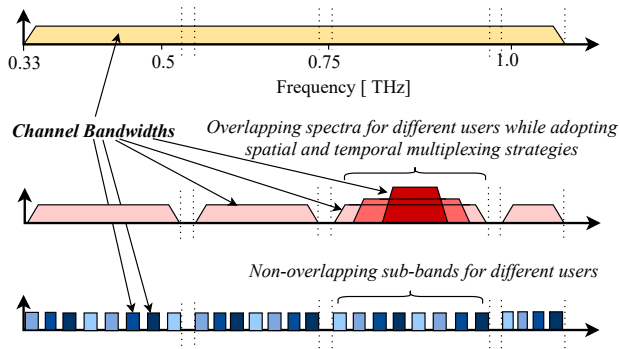 0.33 0.5 0.75 1.0
Frequency [ THz]
Channel Bandwidths
Overlapping spectra for different users while adopting
spatial and temporal multiplexing strategies
Non-overlapping sub-bands for different users